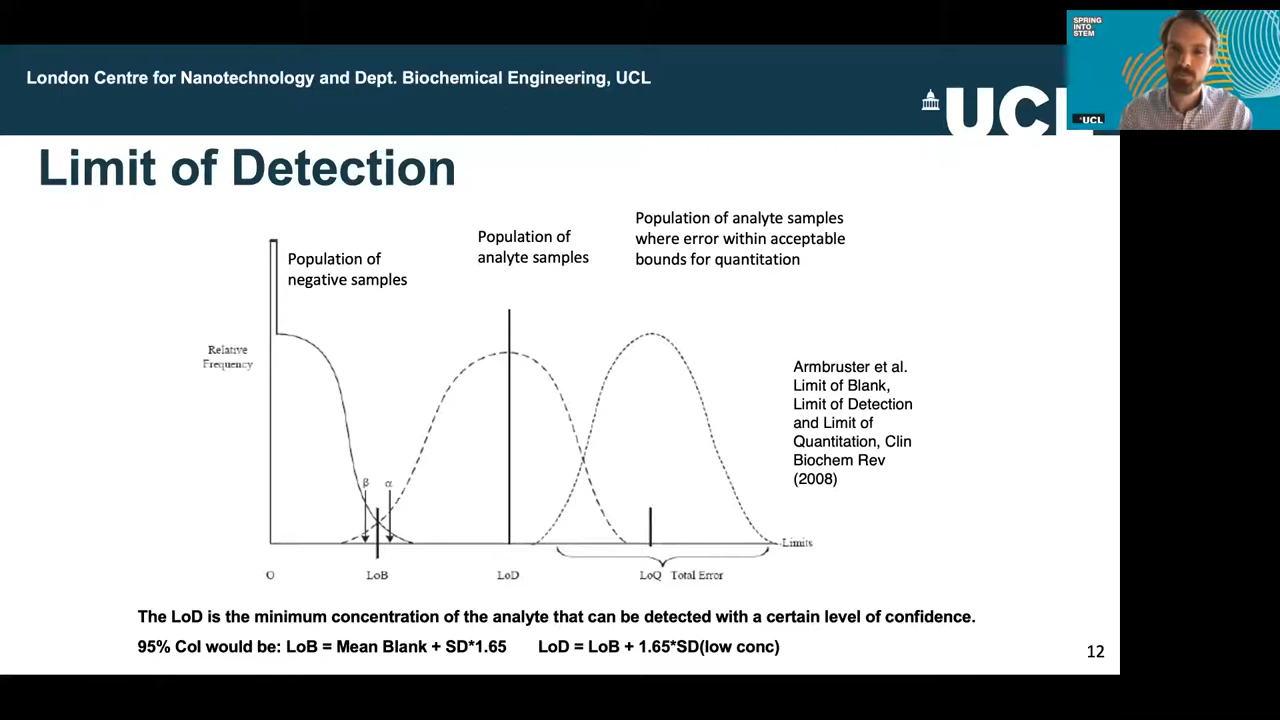 SPRING
INTO
STEM
UCL
London Centre for Nanotechnology and Dept. Biochemical Engineering, UCL
UCL
Limit of Detection
Population of
negative samples
Population of
analyte samples
Population of analyte samples
where error within acceptable
bounds for quantitation
Relative
Frequency
β
α
Armbruster et al.
Limit of Blank,
Limit of Detection
and Limit of
Quantitation, Clin
Biochem Rev
(2008)
Limits
O
LoB
LoD
LoQ
Total Error
The LoD is the minimum concentration of the analyte that can be detected with a certain level of confidence.
95% CoI would be: LoB = Mean Blank + SD*1.65 LoD = LoB + 1.65*SD(low conc)
12